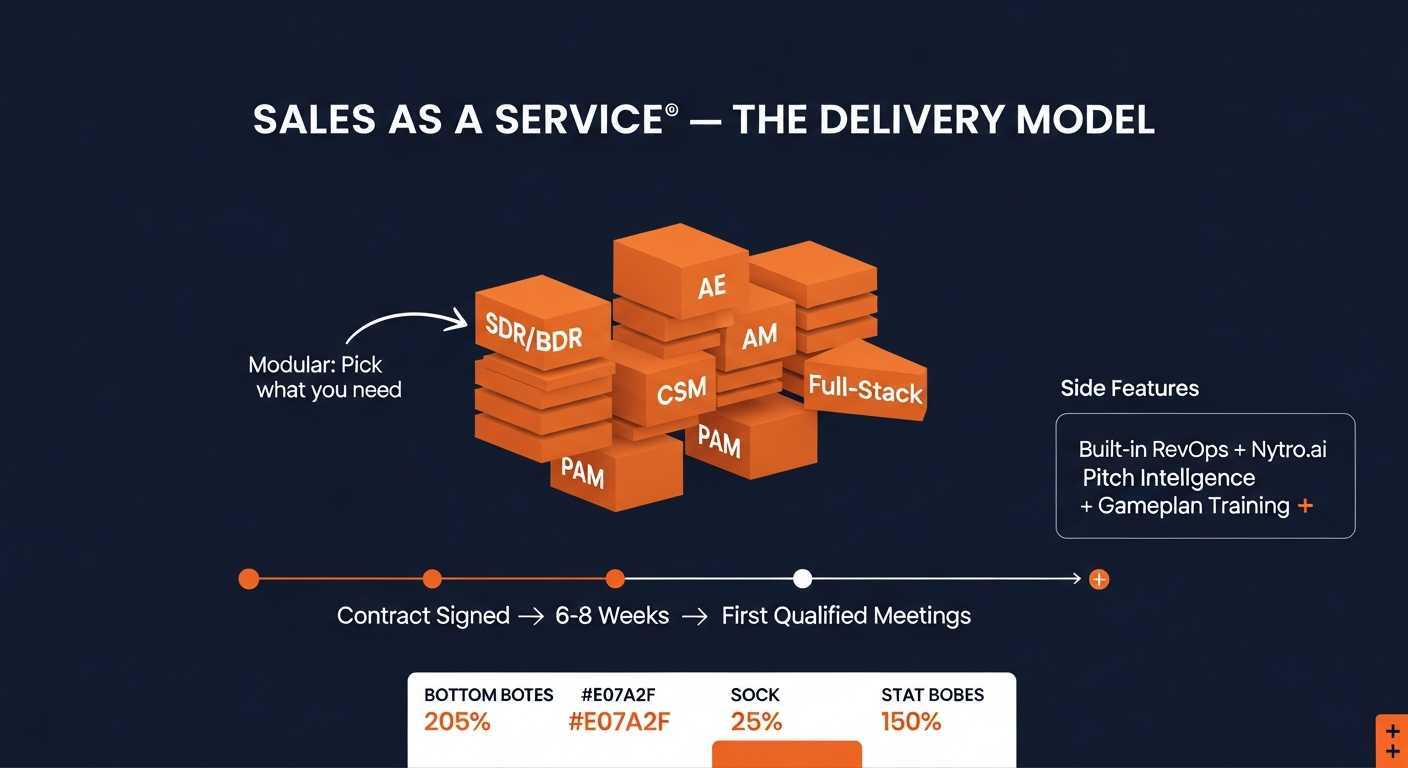 SALES AS A SERVICE® — THE DELIVERY MODEL
AE
SDR/BDR
AM
Modular: Pick
what you need
CSM
Full-Stack
PAM
PAM
Side Features
Built-in RevOps + Nytro.ai
Pitch Intellgence
+ Gameplan Training +
Contract Signed → 6-8 Weeks → First Qualified Meetings
BOTTOM BOTES #E07A2F SOCK STAT BOBES
205% #E07A2F 25% 150%